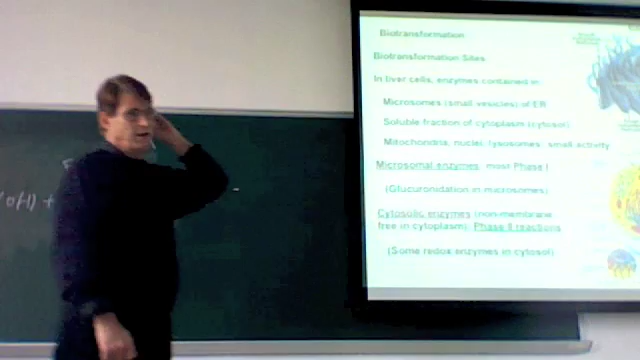 Biotransformation
Biotransformation Sites
In liver cells, enzymes contained in
Microsomes (small vesicles) of ER
Soluble fraction of cytoplasm (cytosol)
Mitochondria, nuclei, lysosomes small activity
Microsomal enzymes most Phase I
(Glucuronidation in microsomes)
Cytosolic enzymes (non-membrane
free in cytoplasm) Phase II reactions
(Some redox enzymes in cytosol)